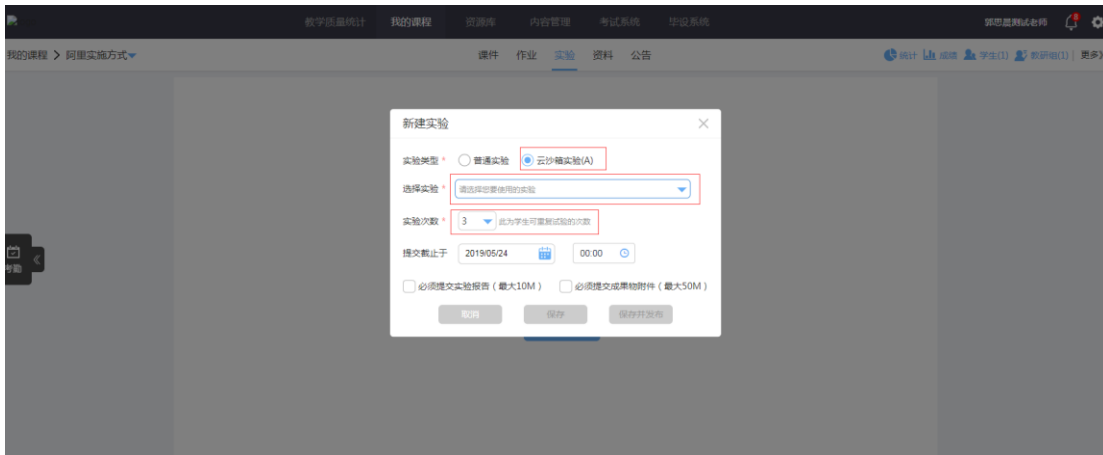 教学质量统计 我的课程 资源库 内容管理 考试系统 毕设系统 郭思晨测试老师
我的课程 > 阿里实施方式 课件 作业 实验 资料 公告 统计 成绩 学生(1) 教研组(1) | 更多
新建实验
实验类型 * 普通实验 云沙箱实验(A)
选择实验 * 请选择您要使用的实验
实验次数 * 3 此为学生可重复试验的次数
考勤
提交截止于 2019/05/24 00:00
必须提交实验报告(最大10M) 必须提交成果物附件(最大50M)
取消 保存 保存并发布